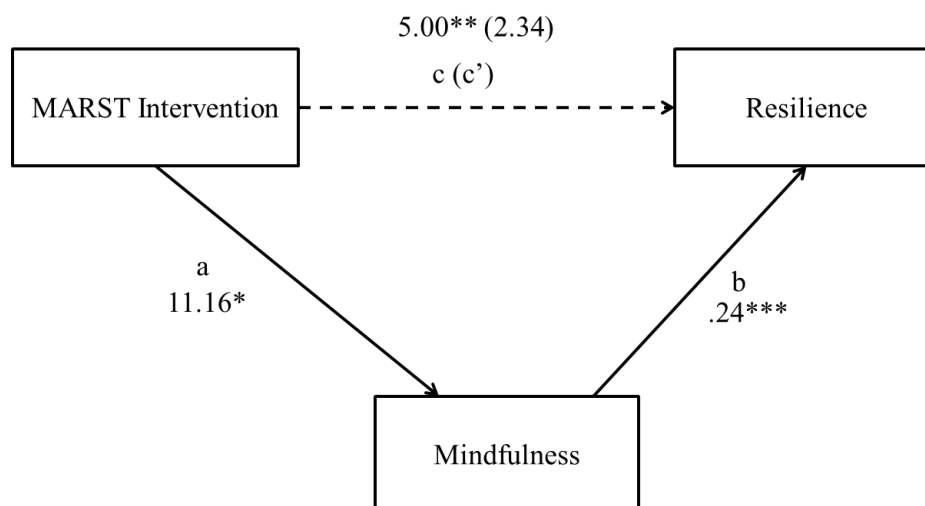 5.00** (2.34)
c (c’)
MARST Intervention
Resilience
a
11.16*
b
.24***
Mindfulness